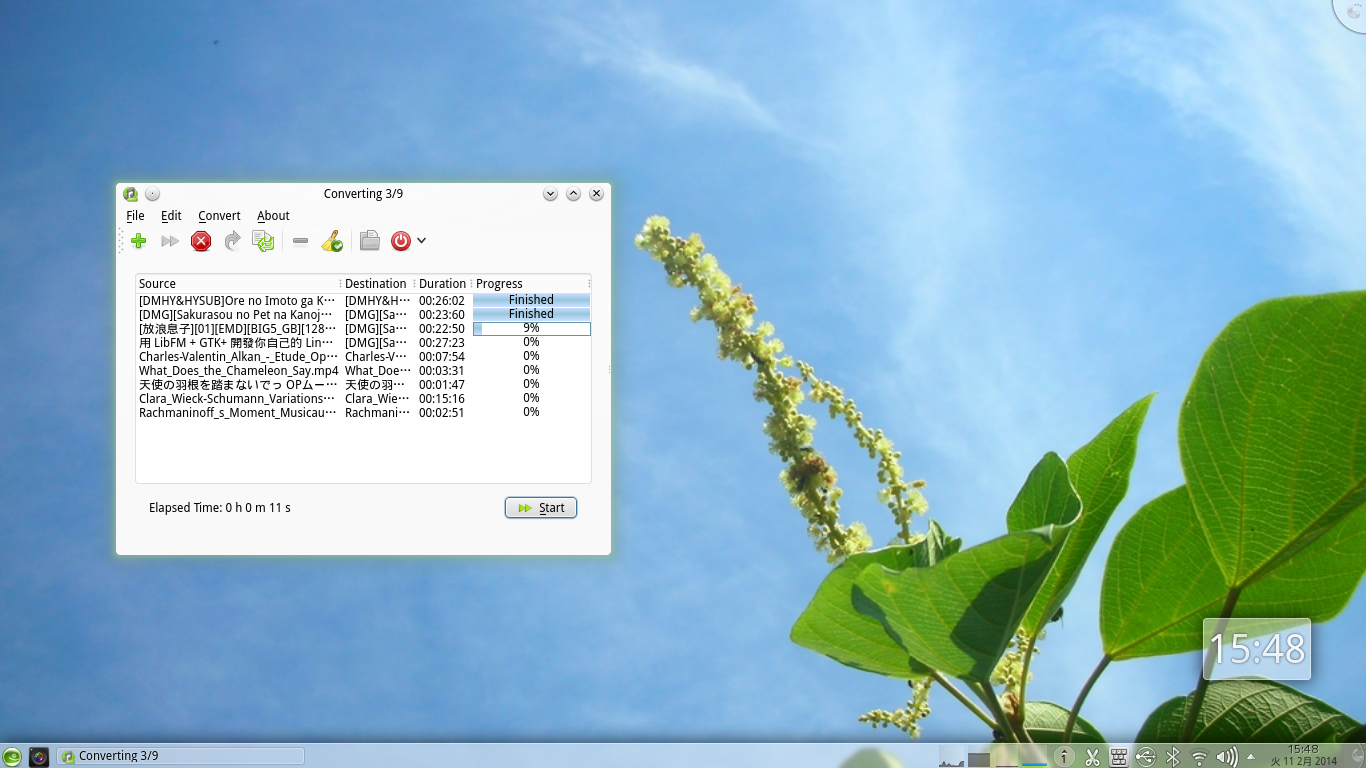 Converting 3/9
File Edit Convert About
Source Destination Duration Progress
[DMHY&HYSUB]Ore no Imoto ga K⋯ [DMHY&H⋯ 00:26:02 Finished
[DMG][Sakurasou no Pet na Kanoj⋯ [DMG][Sa⋯ 00:23:60 Finished
[放浪息子][01][EMD][BIG5_GB][128⋯ [DMG][Sa⋯ 00:22:50 9%
用 LibFM + GTK+ 開發你自己的 Lin⋯ [DMG][Sa⋯ 00:27:23 0%
Charles-Valentin_Alkan_-_Etude_Op⋯ Charles-V⋯ 00:07:54 0%
What_Does_the_Chameleon_Say.mp4 What_Doe⋯ 00:03:31 0%
天使の羽根を踏まないでっ OPムー⋯ 天使の羽⋯ 00:01:47 0%
Clara_Wieck-Schumann_Variations⋯ Clara_Wie⋯ 00:15:16 0%
Rachmaninoff_s_Moment_Musicau⋯ Rachmani⋯ 00:02:51 0%
Elapsed Time: 0 h 0 m 11 s
Start
15:48
Converting 3/9
15:48
火 11 2月 2014